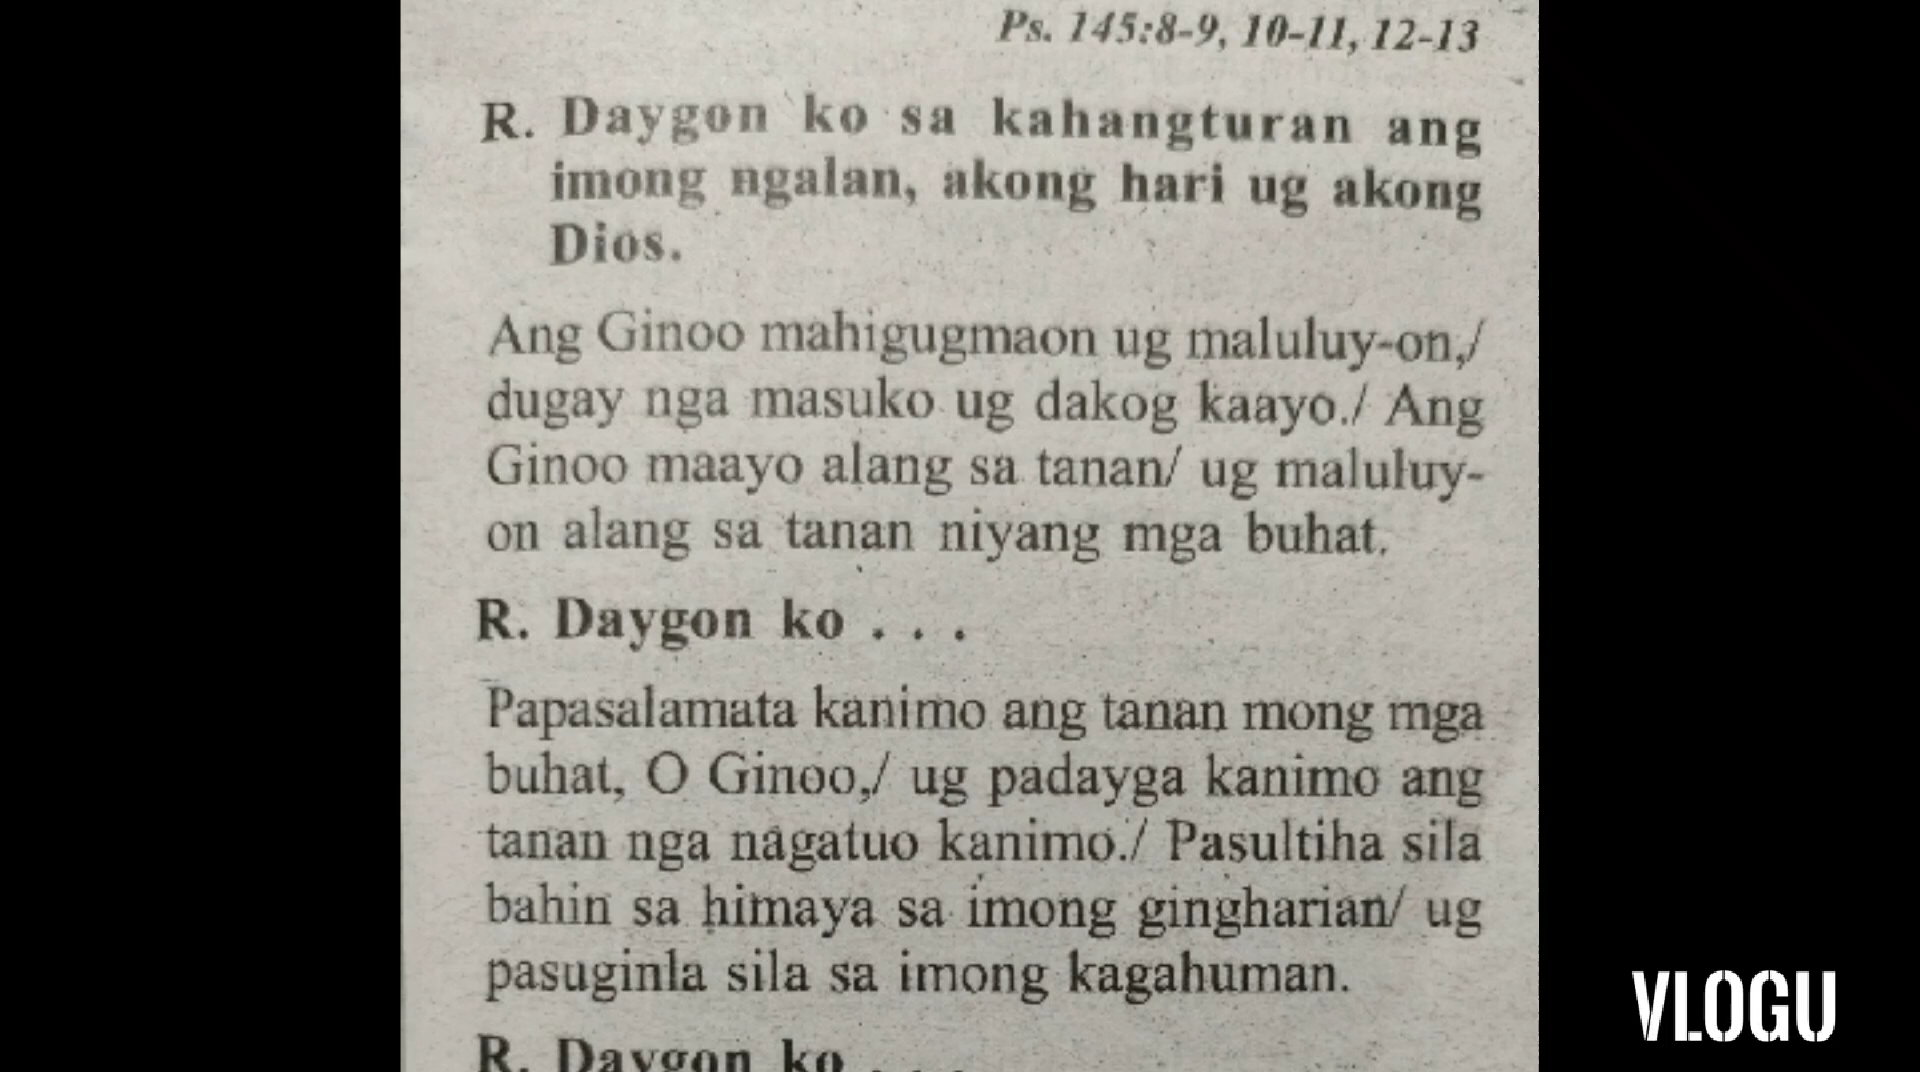 Ps. 145:8-9, 10-11, 12-13
R. Daygon ko sa kahangturan ang
imong ngalan, akong hari ug akong
Dios.
Ang Ginoo mahigugmaon ug maluluy-on,/
dugay nga masuko ug dakog kaayo./ Ang
Ginoo maayo alang sa tanan/ ug maluluy-
on alang sa tanan niyang mga buhat.
R. Daygon ko . . .
Papasalamata kanimo ang tanan mong mga
buhat, O Ginoo,/ ug padayga kanimo ang
tanan nga nagatuo kanimo./ Pasultiha sila
bahin sa himaya sa imong gingharian/ ug
pasuginla sila sa imong kagahuman.
R. Daygon ko . . .
VLOGU